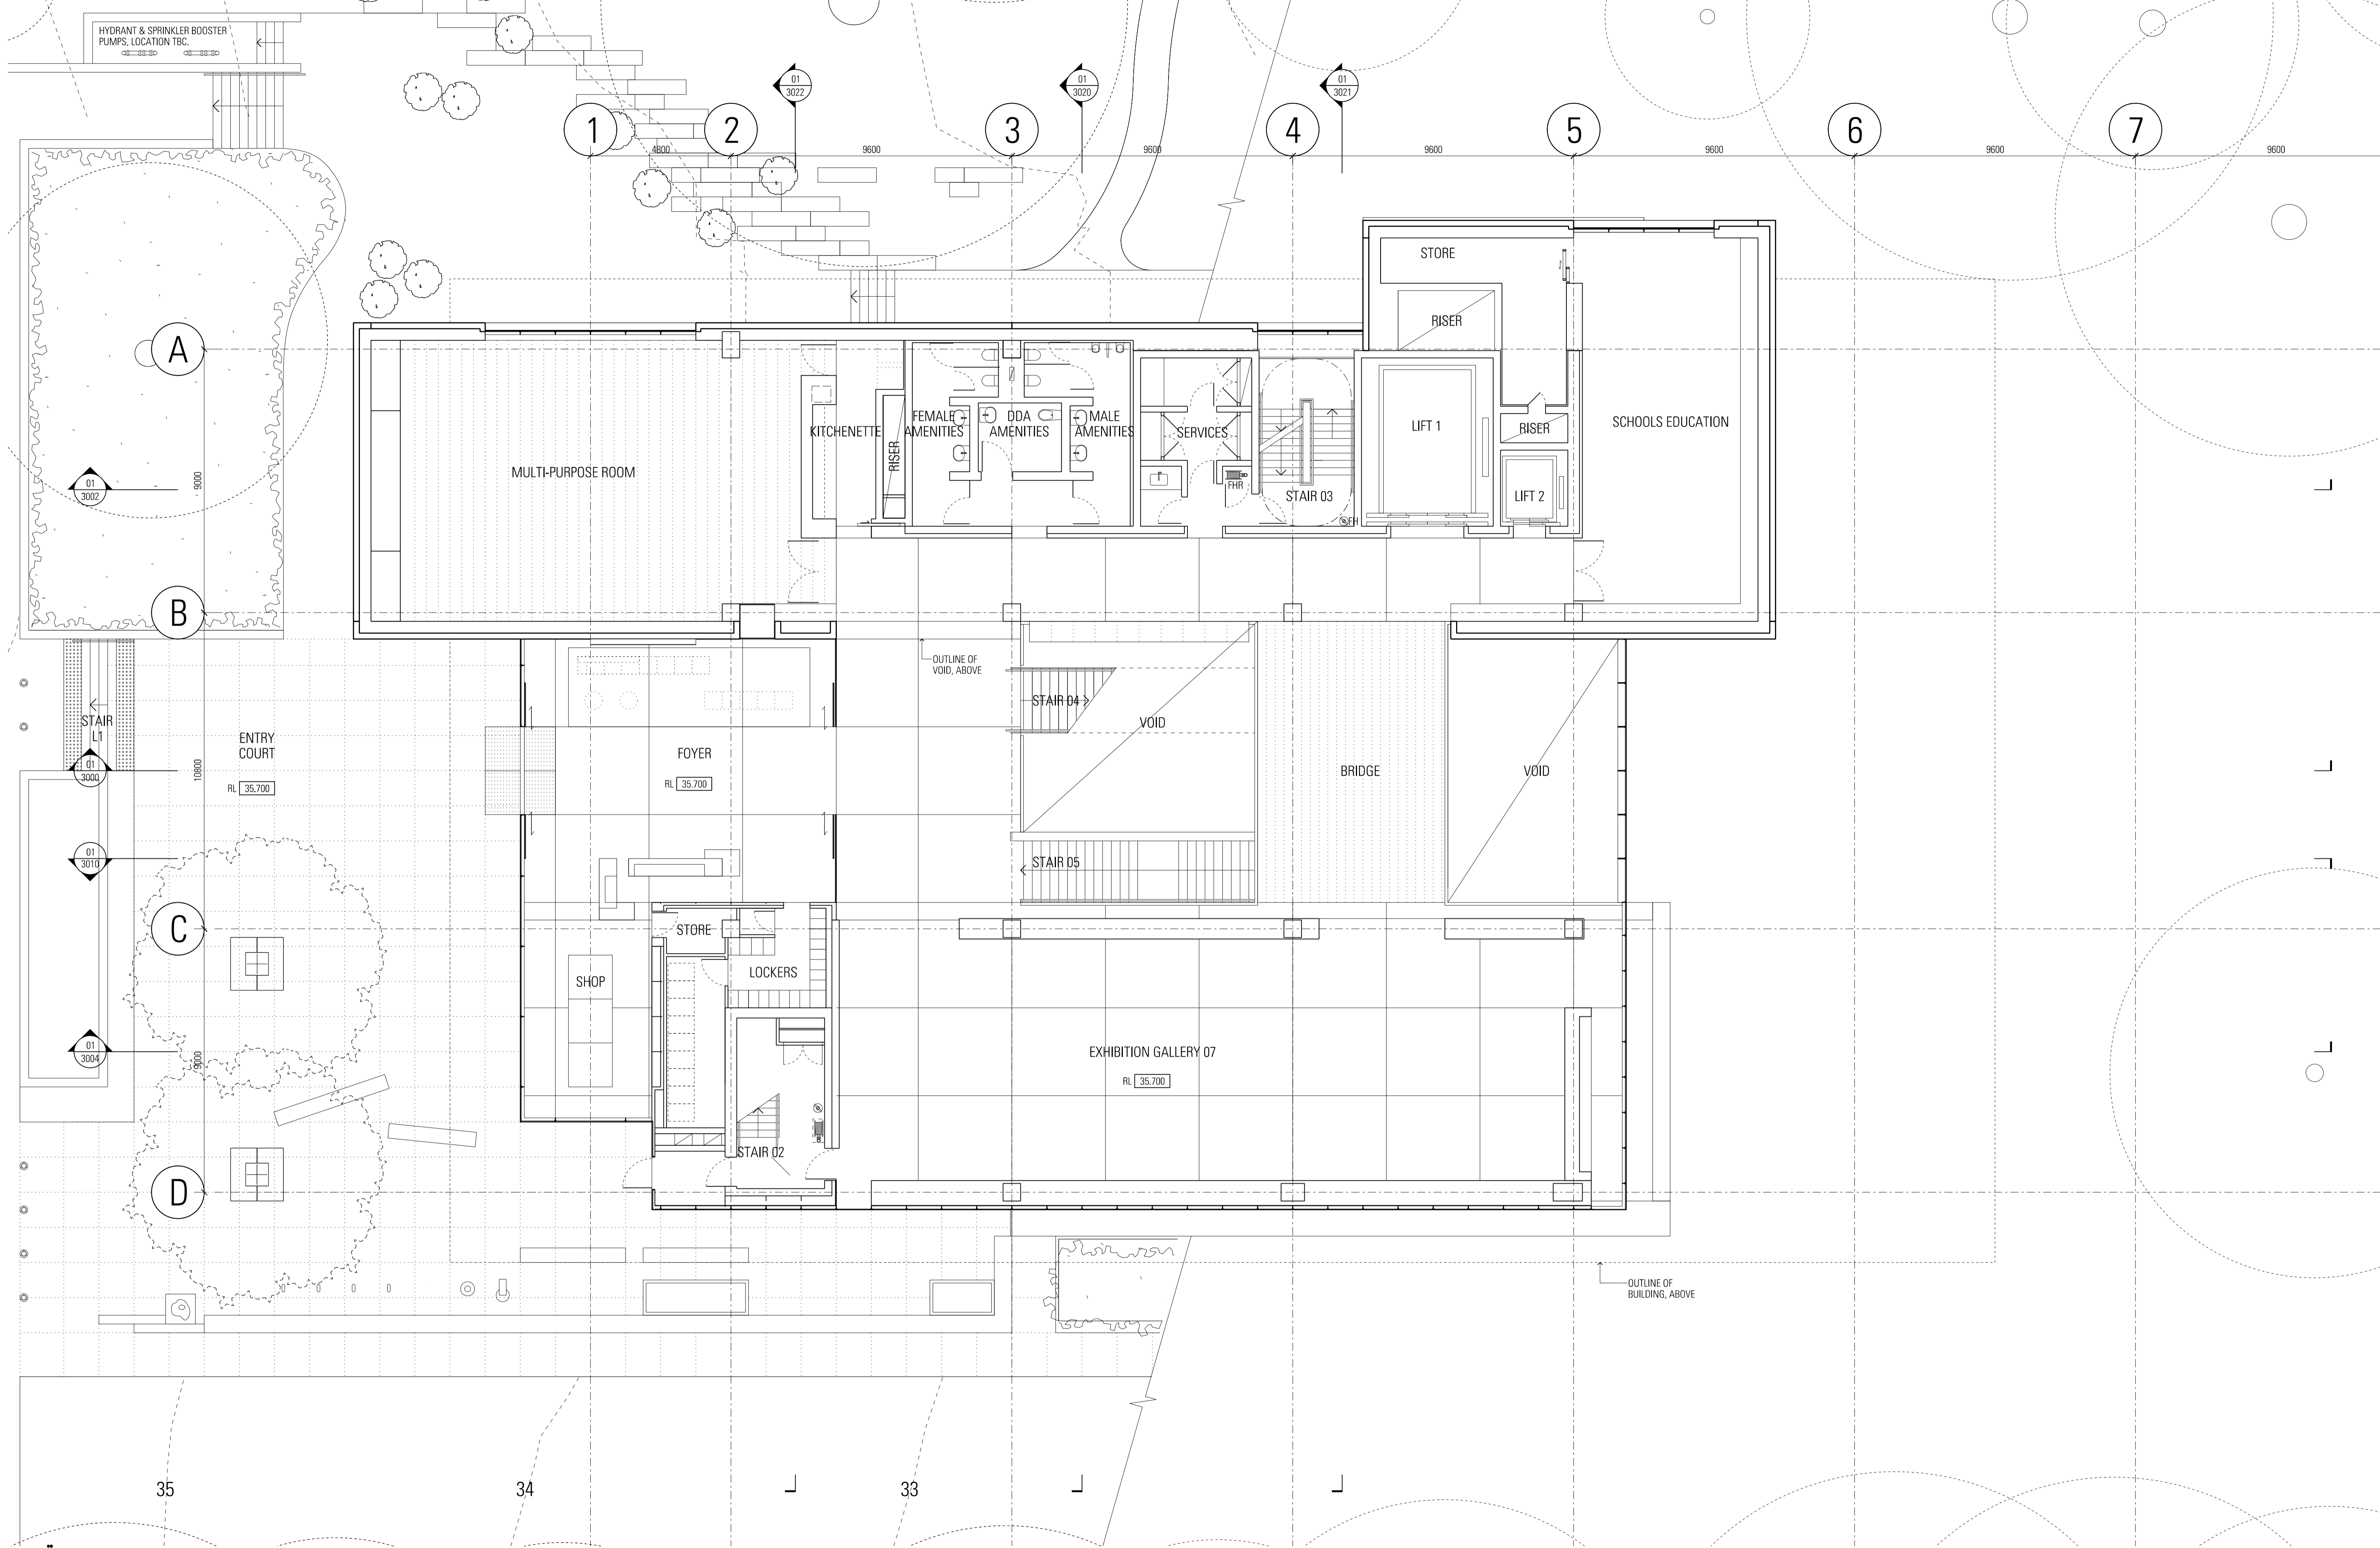 HYDRANT & SPRINKLER BOOSTER
PUMPS, LOCATION TBC.
01
3022
01
3020
01
3021
1
2
3
4
5
6
7
4800
9600
9600
9600
9600
9600
9600
STORE
RISER
A
SCHOOLS EDUCATION
LIFT 1
RISER
LIFT 2
KITCHENETTE
RISER
FEMALE
AMENITIES
DDA
AMENITIES
MALE
AMENITIES
SERVICES
FHR
STAIR 03
FH
MULTI-PURPOSE ROOM
01
3002
9000
B
OUTLINE OF
VOID, ABOVE
STAIR 04
VOID
STAIR
L1
ENTRY
COURT
RL 35.700
FOYER
RL 35.700
BRIDGE
VOID
01
3000
10800
01
3010
STAIR 05
C
STORE
LOCKERS
SHOP
01
3004
9000
EXHIBITION GALLERY 07
RL 35.700
STAIR 02
D
OUTLINE OF
BUILDING, ABOVE
35
34
33